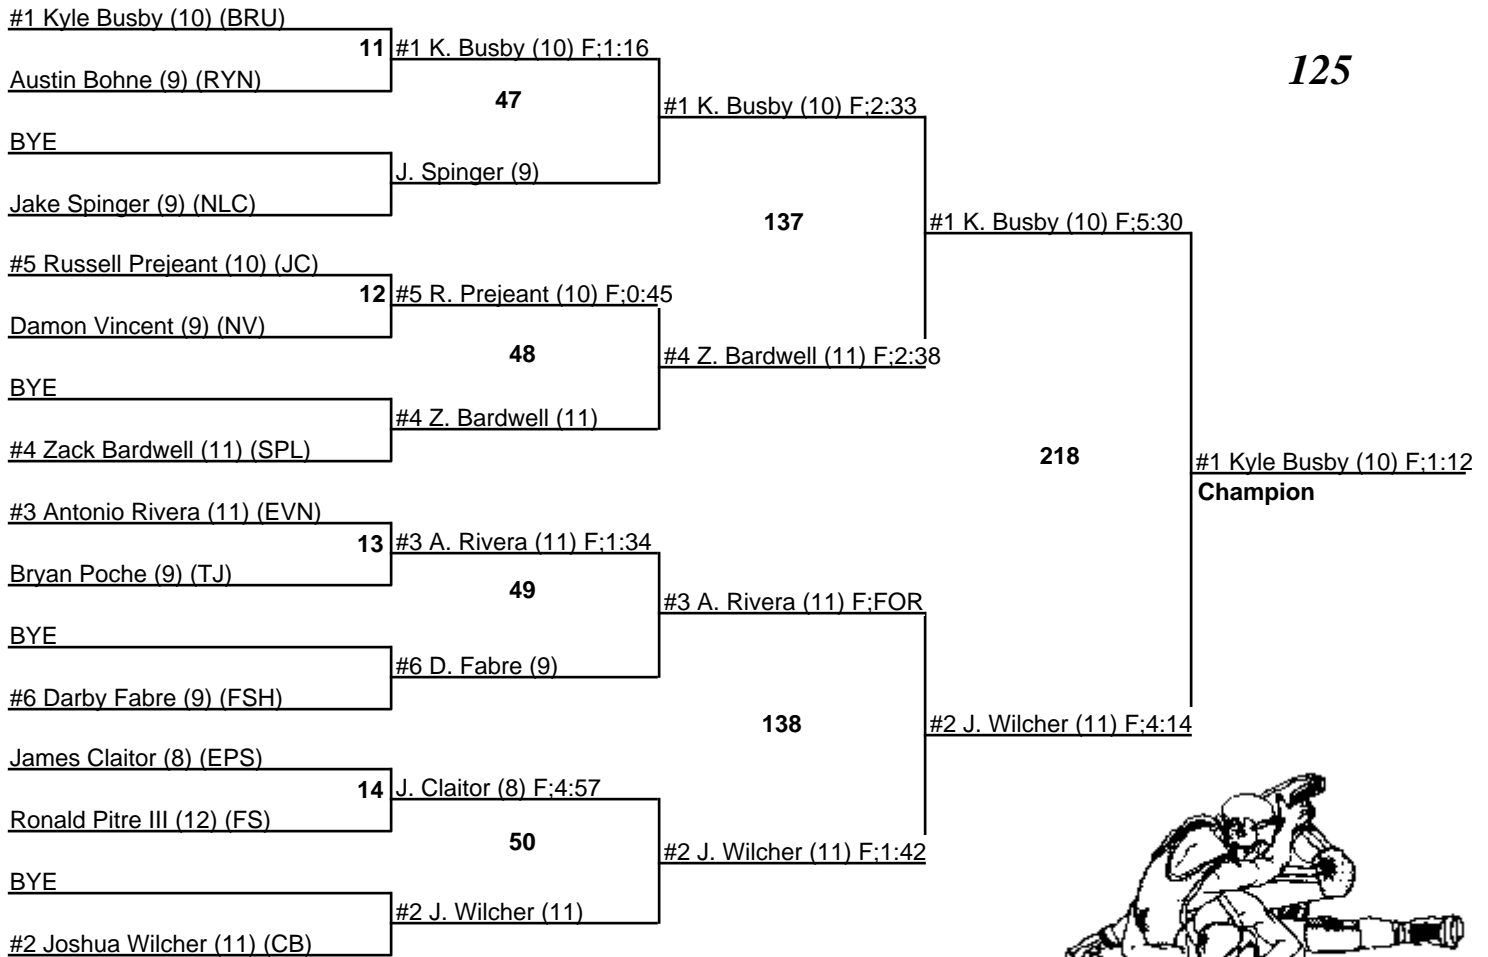 #1 Kyle Busby (10) (BRU)
11 #1 K. Busby (10) F;1:16
125
Austin Bohne (9) (RYN)
47
#1 K. Busby (10) F;2:33
BYE
J. Spinger (9)
Jake Spinger (9) (NLC)
137
#1 K. Busby (10) F;5:30
#5 Russell Prejeant (10) (JC)
12 #5 R. Prejeant (10) F;0:45
Damon Vincent (9) (NV)
48
#4 Z. Bardwell (11) F;2:38
BYE
#4 Z. Bardwell (11)
#4 Zack Bardwell (11) (SPL)
218
#1 Kyle Busby (10) F;1:12
Champion
#3 Antonio Rivera (11) (EVN)
13 #3 A. Rivera (11) F;1:34
Bryan Poche (9) (TJ)
49
#3 A. Rivera (11) F;FOR
BYE
#6 D. Fabre (9)
#6 Darby Fabre (9) (FSH)
138
#2 J. Wilcher (11) F;4:14
James Claitor (8) (EPS)
14 J. Claitor (8) F;4:57
Ronald Pitre III (12) (FS)
50
#2 J. Wilcher (11) F;1:42
BYE
#2 J. Wilcher (11)
#2 Joshua Wilcher (11) (CB)